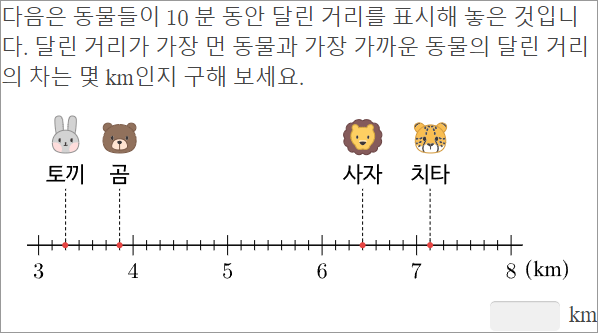 다음은 동물들이 10 분 동안 달린 거리를 표시해 놓은 것입니
다. 달린 거리가 가장 먼 동물과 가장 가까운 동물의 달린 거리
의 차는 몇 km인지 구해 보세요.
토끼 곰 사자 치타
3 4 5 6 7 8 (km)
km